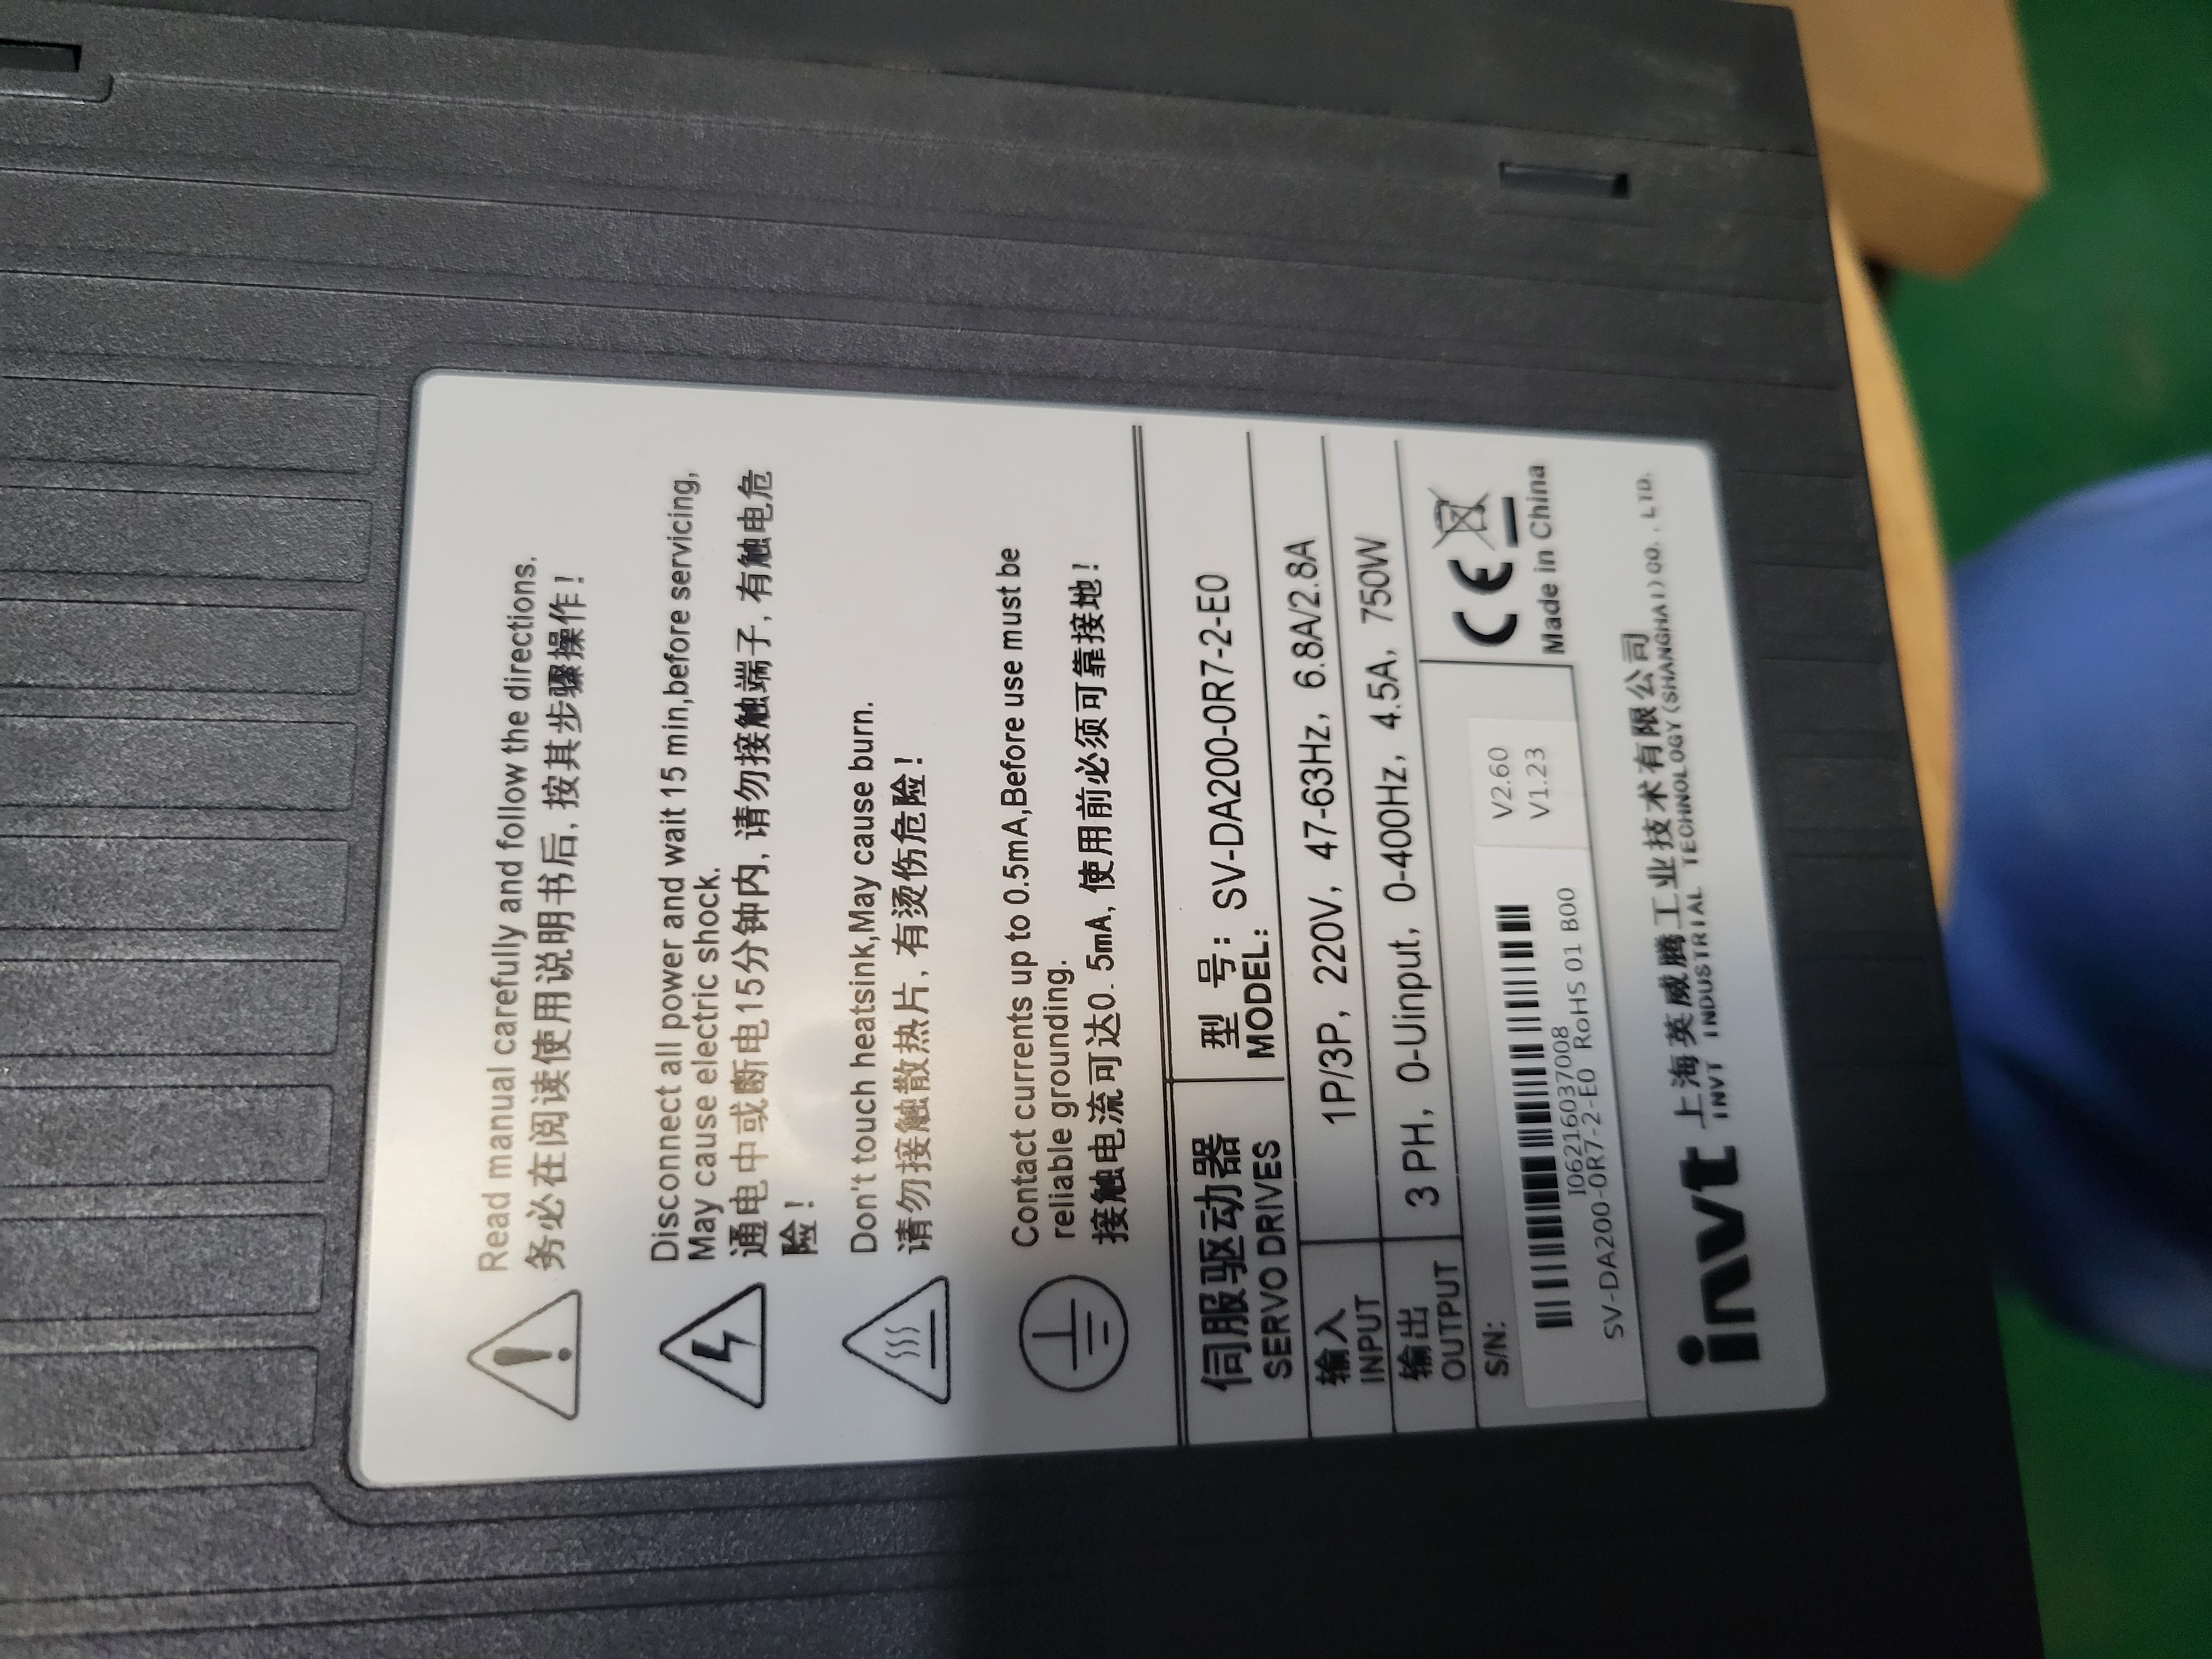 Read manual carefully and follow the directions.
务必在阅读使用说明书后, 按其步骤操作!
Disconnect all power and wait 15 min,before servicing,
May cause electric shock.
通电中或断电15分钟内, 请勿接触端子, 有触电危
险!
Don't touch heatsink,May cause burn.
请勿接触散热片, 有烫伤危险!
Contact currents up to 0.5mA,Before use must be
reliable grounding.
接触电流可达0.5mA, 使用前必须可靠接地!
伺服驱动器
SERVO DRIVES
型 号:
MODEL:
SV-DA200-0R7-2-E0
输入
INPUT
1P/3P, 220V, 47-63Hz, 6.8A/2.8A
输出
OUTPUT
3 PH, 0-Uinput, 0-400Hz, 4.5A, 750W
S/N:
I06216037008
SV-DA200-0R7-2-E0 RoHS 01 B00
V2.60
V1.23
CE
Made in China
invt
上海英威腾工业技术有限公司
INVT INDUSTRIAL TECHNOLOGY(SHANGHAI)CO.,LTD.